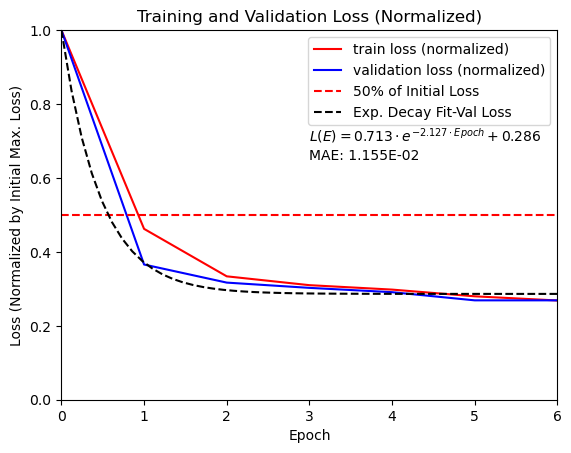 Training and Validation Loss (Normalized)
train loss (normalized)
validation loss (normalized)
50% of Initial Loss
Exp. Decay Fit-Val Loss
L(E) = 0.713 · e^{−2.127 · Epoch} + 0.286
MAE: 1.155E-02
Loss (Normalized by Initial Max. Loss)
1.0
0.8
0.6
0.4
0.2
0.0
0 1 2 3 4 5 6
Epoch